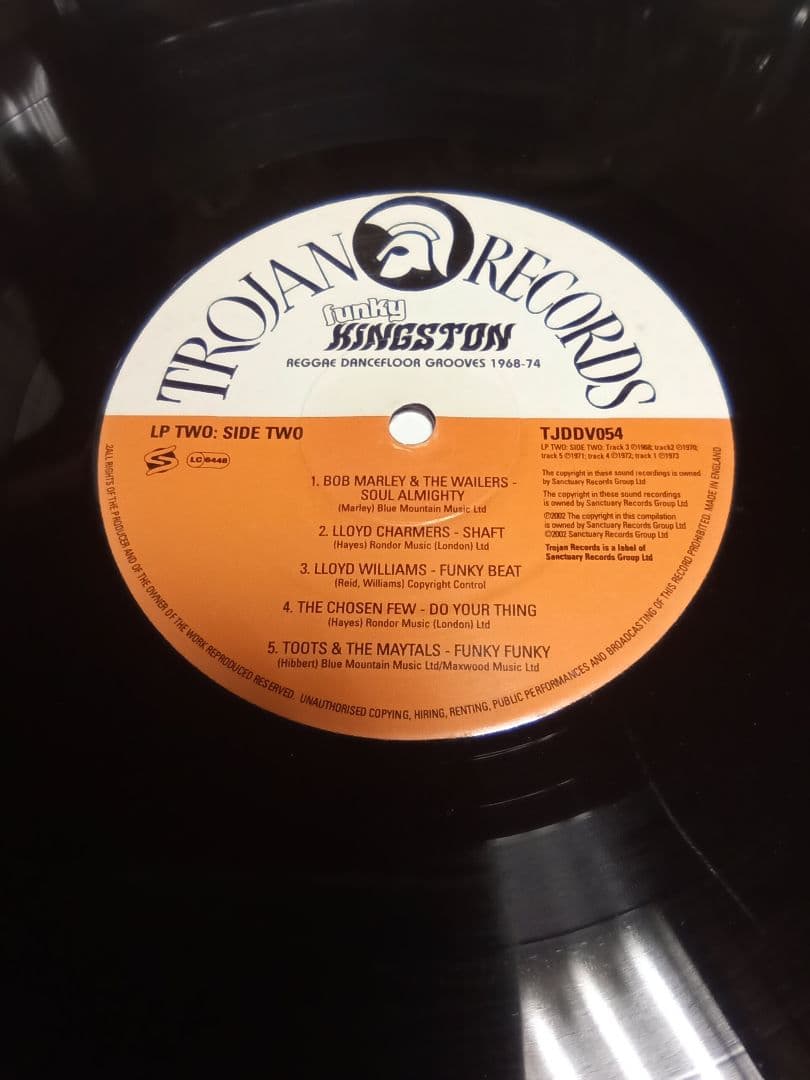 TROJAN RECORDS
funky
KINGSTON
REGGAE DANCEFLOOR GROOVES 1968-74
LP TWO: SIDE TWO
TJDDV054
LP TWO: SIDE TWO: Track 3 ℗1968; track2 ℗1970;
track 5 ℗1971; track 4 ℗1972; track 1 ℗1973
LC 6448
The copyright in these sound recordings is owned
by Sanctuary Records Group Ltd
The copyright in these sound recordings
is owned by Sanctuary Records Group Ltd
℗2002 The copyright in this compilation
is owned by Sanctuary Records Group Ltd
©2002 Sanctuary Records Group Ltd
Trojan Records is a label of
Sanctuary Records Group Ltd
1. BOB MARLEY & THE WAILERS -
SOUL ALMIGHTY
(Marley) Blue Mountain Music Ltd
2. LLOYD CHARMERS - SHAFT
(Hayes) Rondor Music (London) Ltd
3. LLOYD WILLIAMS - FUNKY BEAT
(Reid, Williams) Copyright Control
4. THE CHOSEN FEW - DO YOUR THING
(Hayes) Rondor Music (London) Ltd
5. TOOTS & THE MAYTALS - FUNKY FUNKY
(Hibbert) Blue Mountain Music Ltd/Maxwood Music Ltd
ALL RIGHTS OF THE PRODUCER AND OF THE OWNER OF THE WORK REPRODUCED RESERVED. UNAUTHORISED COPYING, HIRING, RENTING, PUBLIC PERFORMANCES AND BROADCASTING OF THIS RECORD PROHIBITED. MADE IN ENGLAND